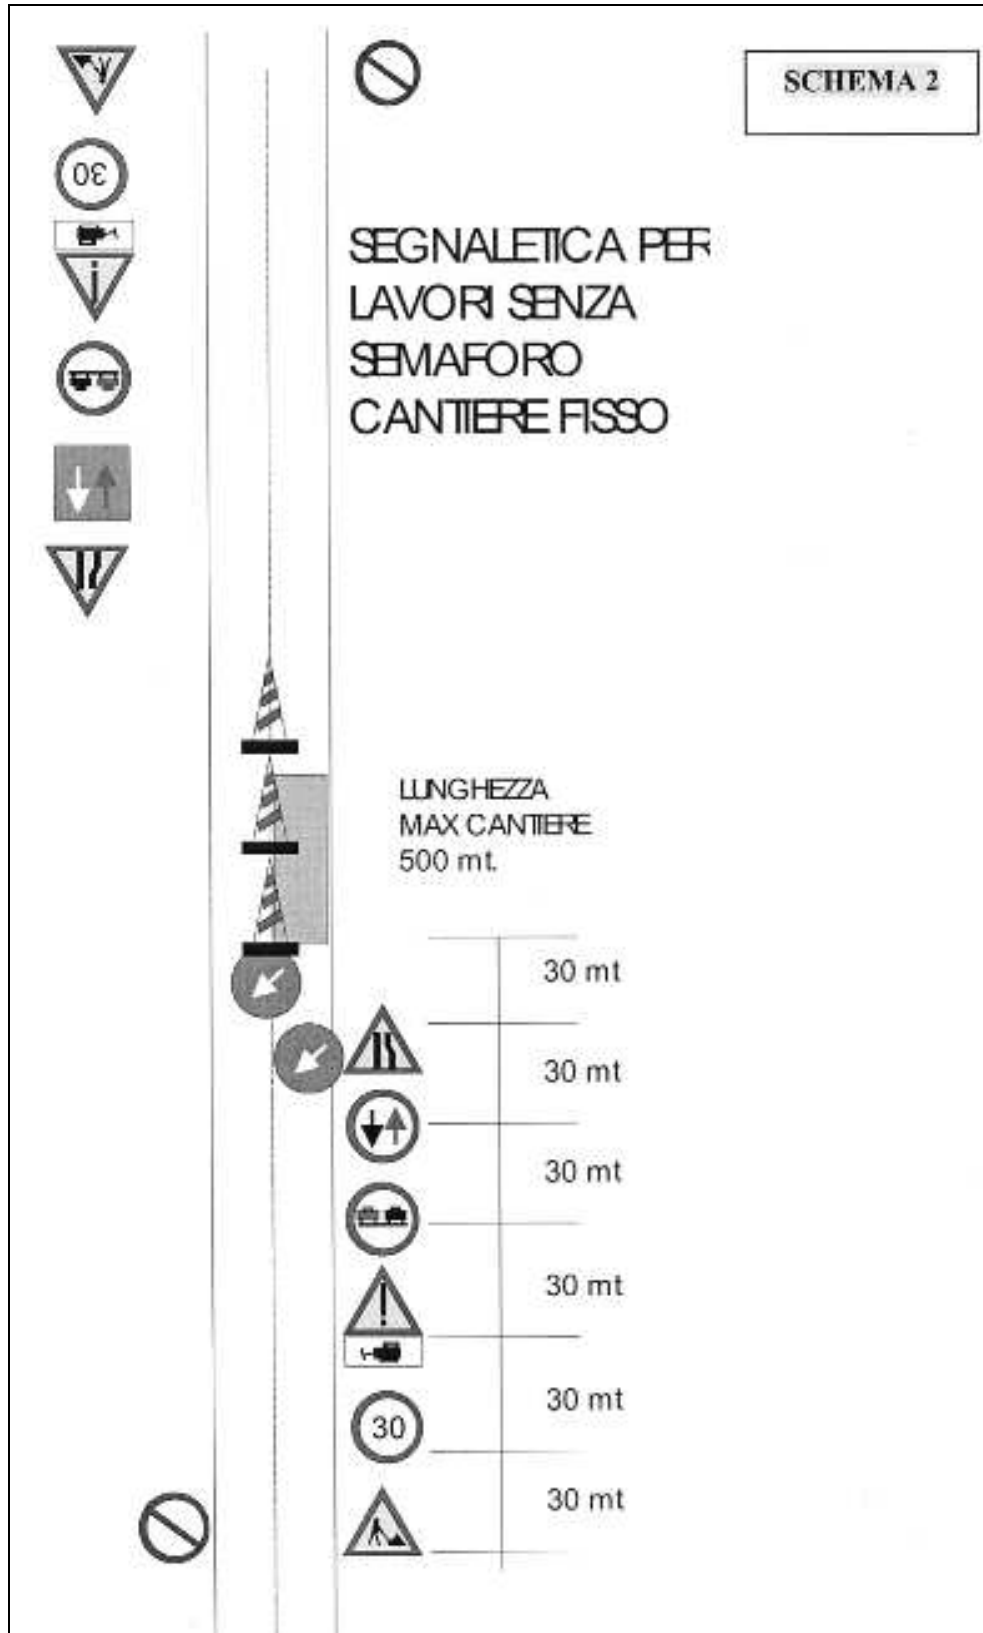 SCHEMA 2
30
SEGNALETICA PER
LAVORI SENZA
SEMAFORO
CANTIERE FISSO
LUNGHEZZA
MAX CANTIERE
500 mt.
30 mt
30 mt
30 mt
30 mt
30 mt
30 mt
30